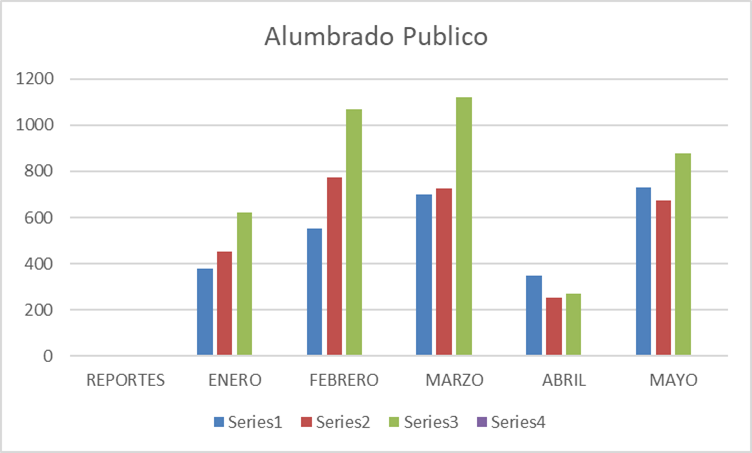 Alumbrado Publico
1200
1000
800
600
400
200
0
REPORTES ENERO FEBRERO MARZO ABRIL MAYO
Series1 Series2 Series3 Series4